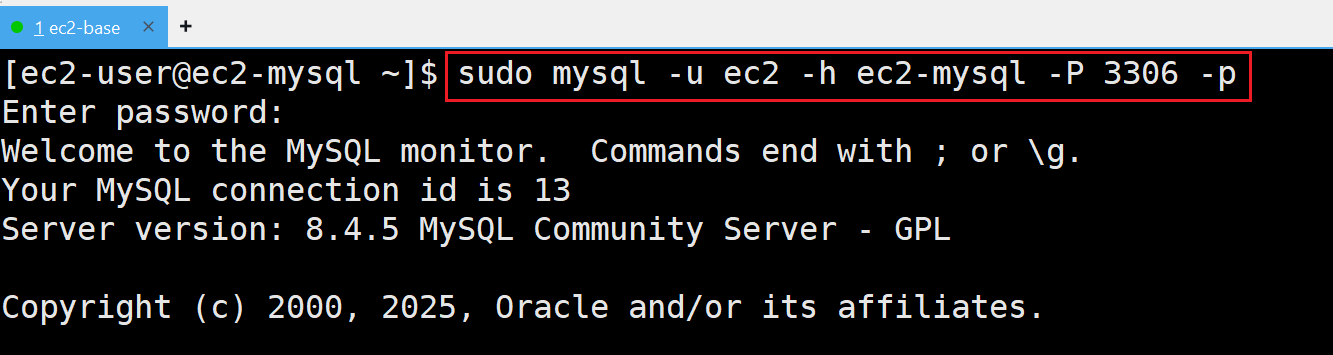 1 ec2-base × +
[ec2-user@ec2-mysql ~]$ sudo mysql -u ec2 -h ec2-mysql -P 3306 -p
Enter password:
Welcome to the MySQL monitor.  Commands end with ; or \g.
Your MySQL connection id is 13
Server version: 8.4.5 MySQL Community Server - GPL
Copyright (c) 2000, 2025, Oracle and/or its affiliates.